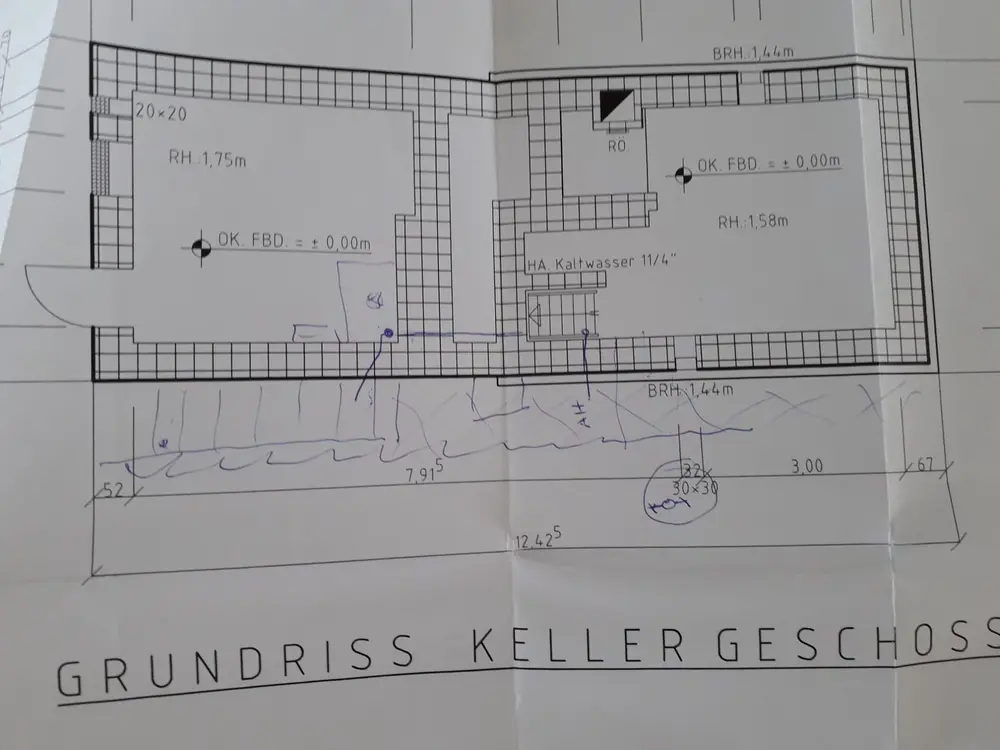 BRH.:1,44m
20×20
RH.:1,75m
RÖ.
OK. FBD. = ± 0,00m
RH.:1,58m
OK. FBD. = ± 0,00m
HA. Kaltwasser 11/4"
BRH.:1,44m
7,91⁵
32
3,00
67
52
30×30
12,42⁵
GRUNDRISS KELLERGESCHOSS